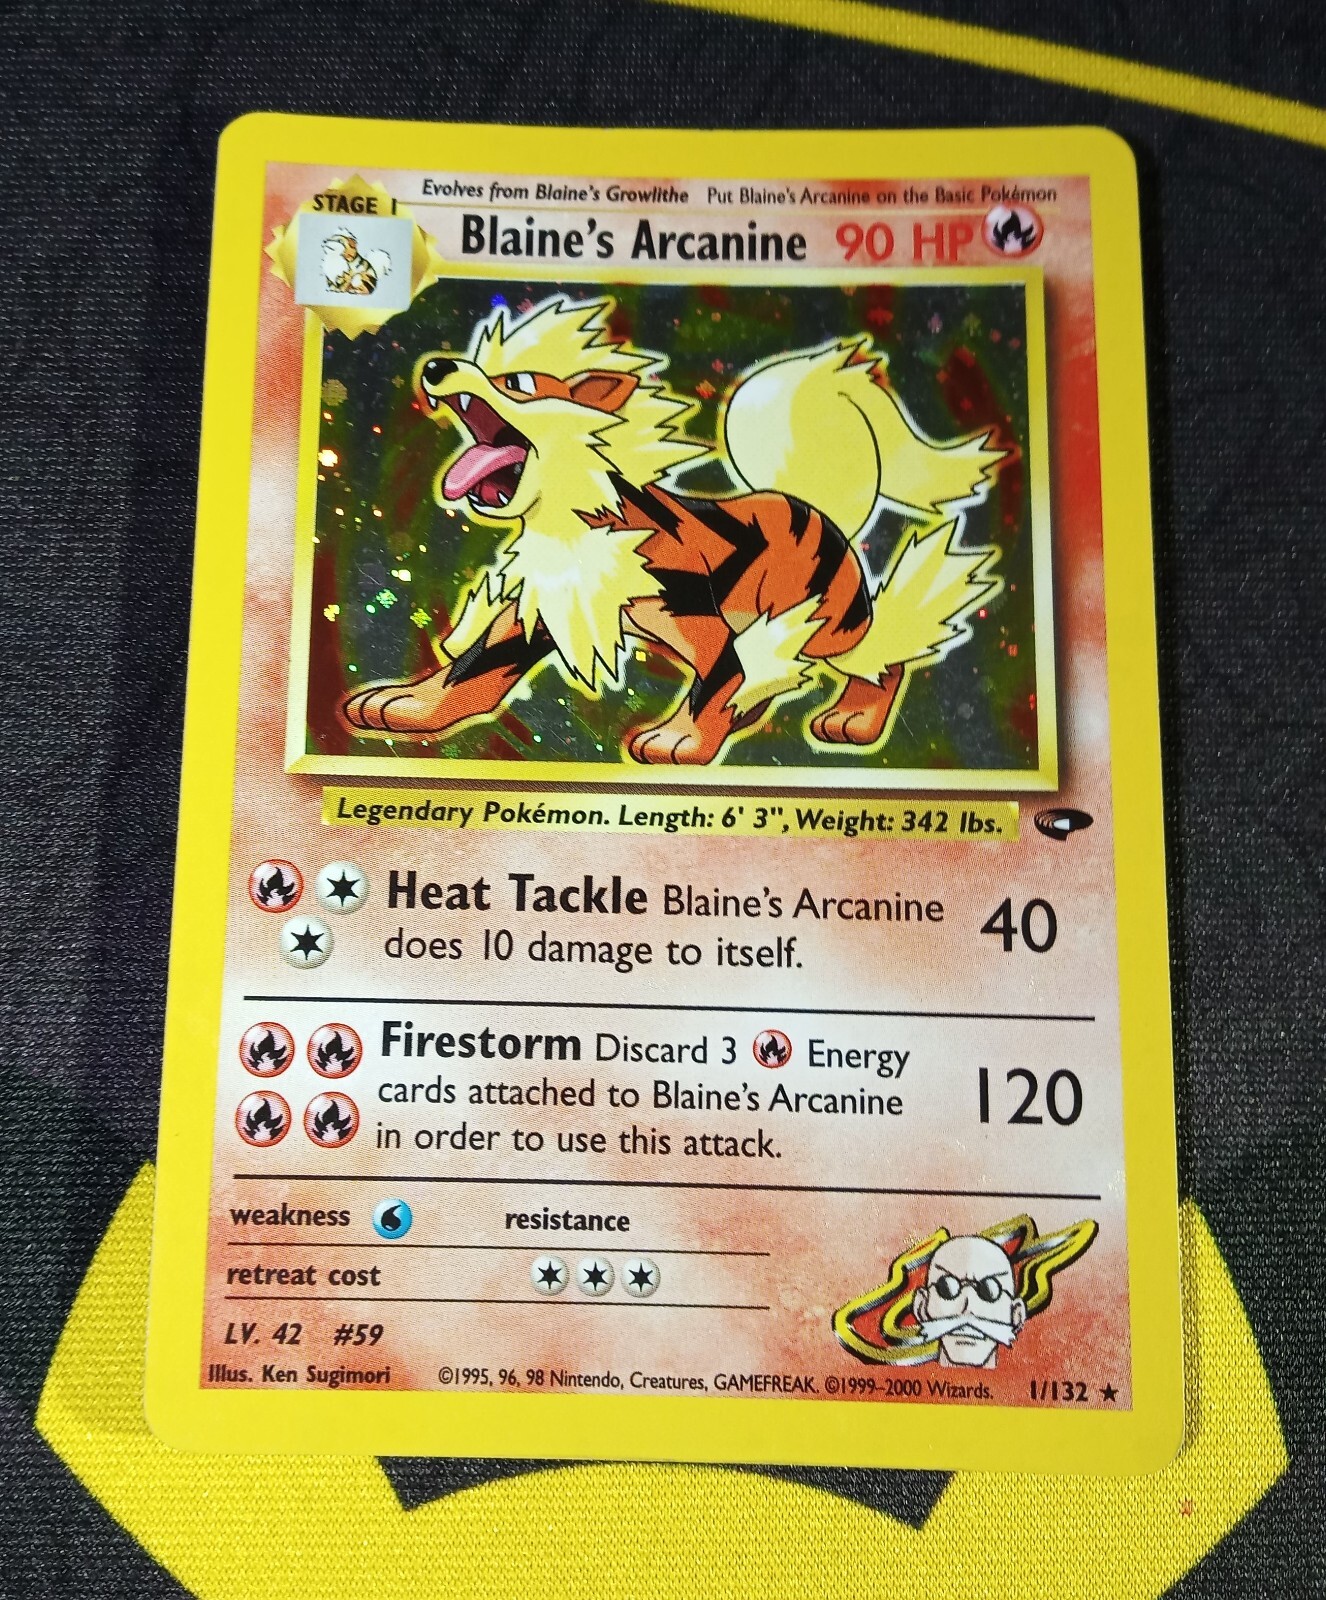 Evolves from Blaine's Growlithe Put Blaine's Arcanine on the Basic Pokémon
STAGE 1
Blaine's Arcanine 90 HP
Legendary Pokémon. Length: 6' 3", Weight: 342 lbs.
Heat Tackle Blaine's Arcanine
does 10 damage to itself.
40
Firestorm Discard 3 Energy
cards attached to Blaine's Arcanine
in order to use this attack.
120
weakness resistance
retreat cost
LV. 42 #59
Illus. Ken Sugimori ©1995, 96, 98 Nintendo, Creatures, GAMEFREAK. ©1999–2000 Wizards. 1/132 ★